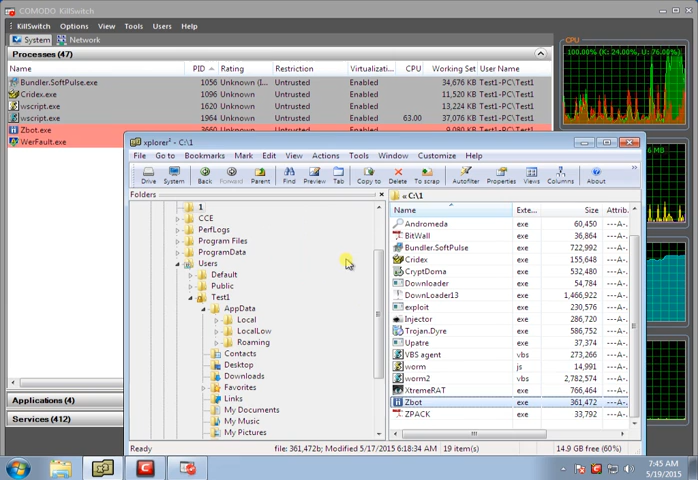 COMODO KillSwitch
KillSwitch Options View Tools Users Help
System Network
Processes (47)
Name PID Rating Restriction Virtualizati... CPU Working Set User Name
Bundler.SoftPulse.exe 1056 Unknown (I... Untrusted Enabled 34,676 KB Test1-PC\Test1
Cridex.exe 1096 Unknown Untrusted Enabled 11,520 KB Test1-PC\Test1
wscript.exe 1620 Unknown Untrusted Enabled 13,224 KB Test1-PC\Test1
wscript.exe 1964 Unknown Untrusted Enabled 63.00 37,076 KB Test1-PC\Test1
Zbot.exe 3660 Unknown Untrusted Enabled 9,080 KB Test1-PC\Test1
WerFault.exe
Applications (4)
Services (412)
CPU
100.00% (K: 24.00%, U: 76.00%)
6 MB
xplorer² - C:\1
File Go to Bookmarks Mark Edit View Actions Tools Window Customize Help
Drive System Back Forward Parent Find Preview Tab Copy to Delete To scrap Autofilter Properties Views Columns About
Folders
1
CCE
PerfLogs
Program Files
ProgramData
Users
Default
Public
Test1
AppData
Local
LocalLow
Roaming
Contacts
Desktop
Downloads
Favorites
Links
My Documents
My Music
My Pictures
« C:\1
Name Exte... Size Attrib.
Andromeda exe 60,450 ---A-
BitWall exe 36,864 ---A-
Bundler.SoftPulse exe 722,992 ---A-
Cridex exe 155,648 ---A-
CryptDoma exe 532,480 ---A-
Downloader exe 54,784 ---A-
DownLoader13 exe 1,466,922 ---A-
exploit exe 230,576 ---A-
Injector exe 286,720 ---A-
Trojan.Dyre exe 586,752 ---A-
Upatre exe 37,374 ---A-
VBS agent vbs 273,266 ---A-
worm js 14,991 ---A-
worm2 vbs 2,782,574 ---A-
XtremeRAT exe 766,464 ---A-
Zbot exe 361,472 ---A-
ZPACK exe 33,792 ---A-
Ready file: 361,472b; Modified 5/17/2015 6:18:34 AM 19 item(s) 14.9 GB free (60%)
7:45 AM
5/19/2015